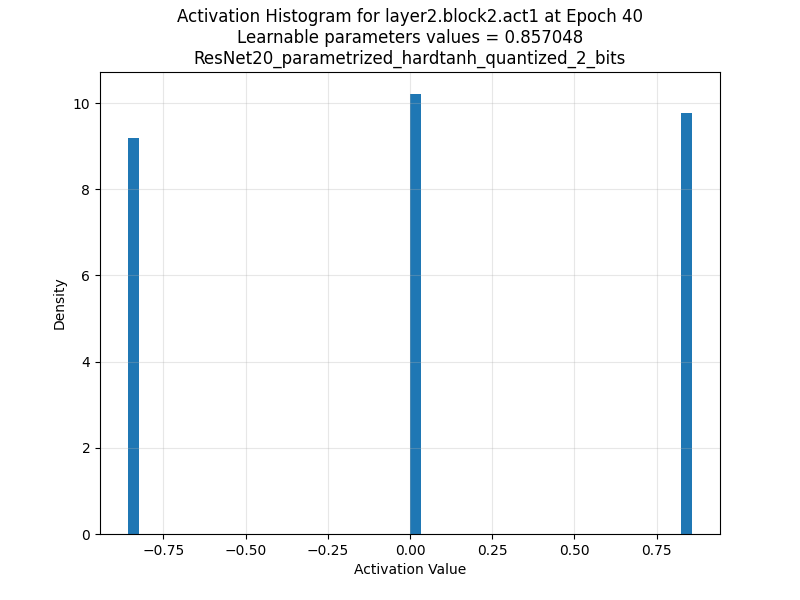 Activation Histogram for layer2.block2.act1 at Epoch 40
Learnable parameters values = 0.857048
ResNet20_parametrized_hardtanh_quantized_2_bits
Density
10
8
6
4
2
0
−0.75 −0.50 −0.25 0.00 0.25 0.50 0.75
Activation Value